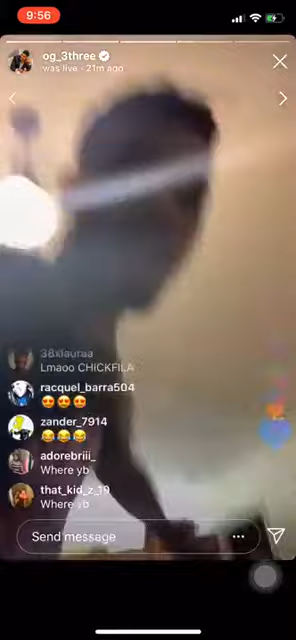 9:56
og_3three
was live · 21m ago
38xlauraa
Lmaoo CHICKFILA
racquel_barra504
😍😍😍
zander_7914
😂😂😂
adorebriii_
Where yb
that_kid_z_19
Where yb
Send message